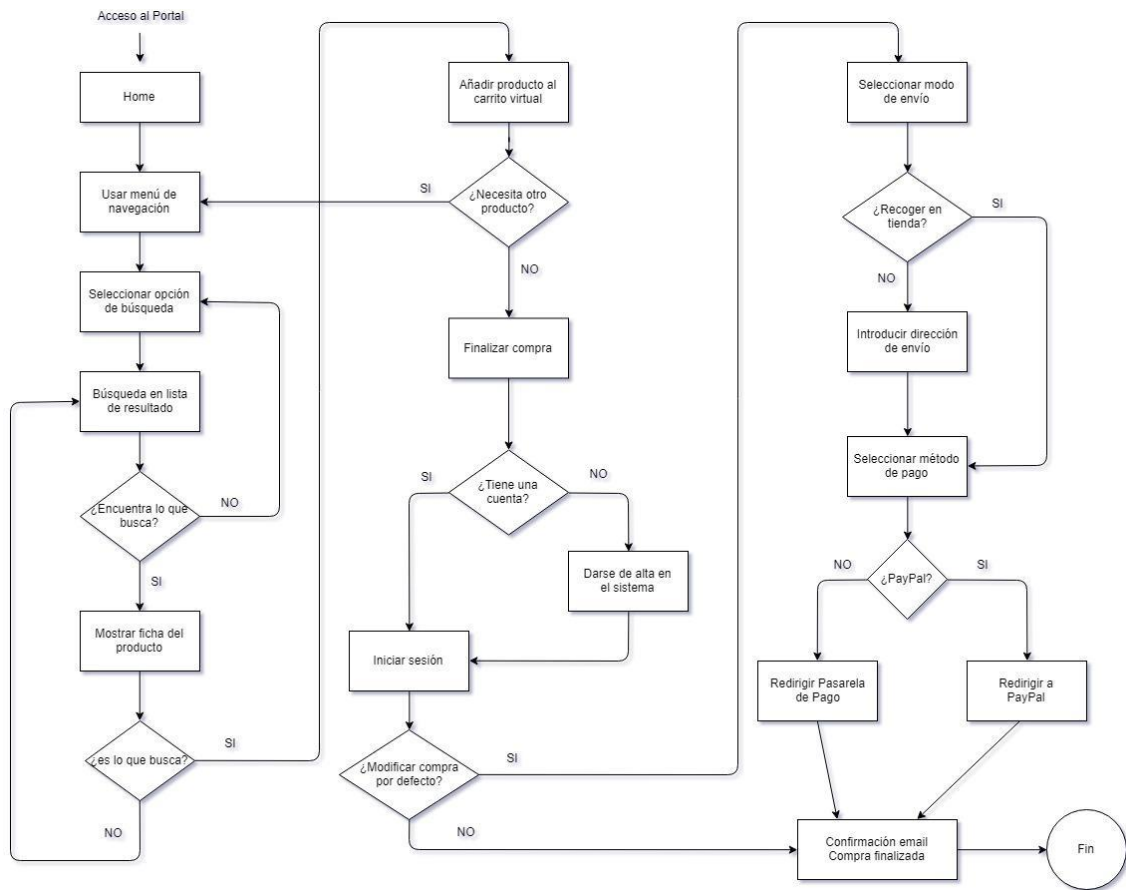 Acceso al Portal
Home
Usar menú de
navegación
Seleccionar opción
de búsqueda
Búsqueda en lista
de resultado
¿Encuentra lo que
busca?
NO
SI
Mostrar ficha del
producto
¿es lo que busca?
SI
NO
Añadir producto al
carrito virtual
¿Necesita otro
producto?
SI
NO
Finalizar compra
¿Tiene una
cuenta?
SI
NO
Darse de alta en
el sistema
Iniciar sesión
¿Modificar compra
por defecto?
SI
NO
Seleccionar modo
de envío
¿Recoger en
tienda?
SI
NO
Introducir dirección
de envío
Seleccionar método
de pago
¿PayPal?
NO
SI
Redirigir Pasarela
de Pago
Redirigir a
PayPal
Confirmación email
Compra finalizada
Fin